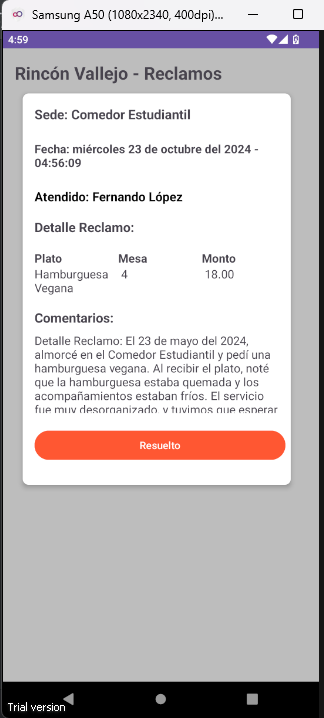 Samsung A50 (1080x2340, 400dpi)...
4:59
Rincón Vallejo - Reclamos
Sede: Comedor Estudiantil
Fecha: miércoles 23 de octubre del 2024 -
04:56:09
Atendido: Fernando López
Detalle Reclamo:
Plato Mesa Monto
Hamburguesa 4 18.00
Vegana
Comentarios:
Detalle Reclamo: El 23 de mayo del 2024,
almorcé en el Comedor Estudiantil y pedí una
hamburguesa vegana. Al recibir el plato, noté
que la hamburguesa estaba quemada y los
acompañamientos estaban fríos. El servicio
fue muy desorganizado, y tuvimos que esperar
Resuelto
Trial version